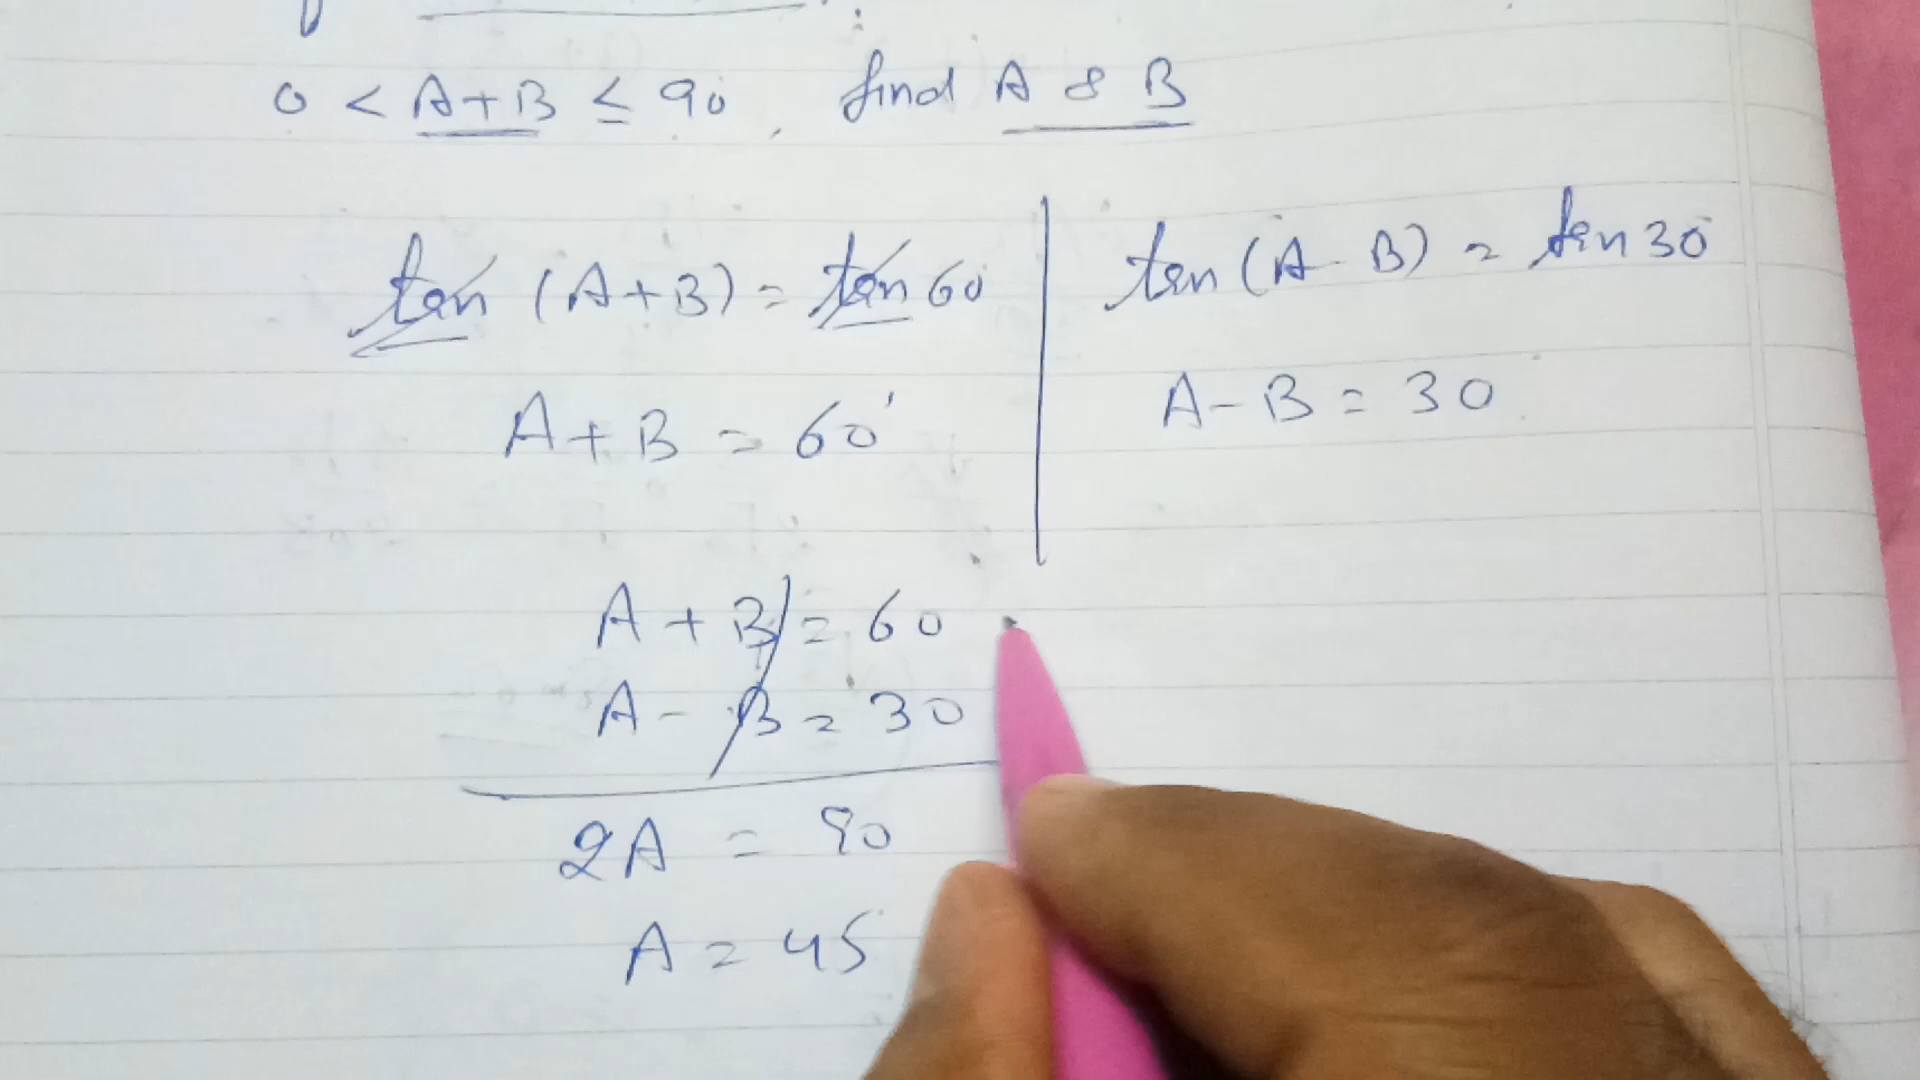 0 < A+B ≤ 90, find A & B
tan (A+B) = tan 60
A+B = 60°
tan (A-B) = tan 30
A-B = 30
A + B = 60
A - B = 30
2A = 90
A = 45